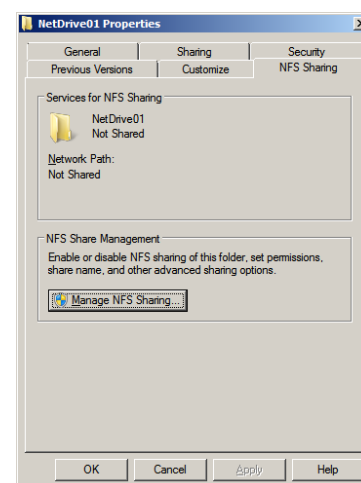 NetDrive01 Properties
General Sharing Security
Previous Versions Customize NFS Sharing
Services for NFS Sharing
NetDrive01
Not Shared
Network Path:
Not Shared
NFS Share Management
Enable or disable NFS sharing of this folder, set permissions,
share name, and other advanced sharing options.
Manage NFS Sharing...
OK Cancel Apply Help